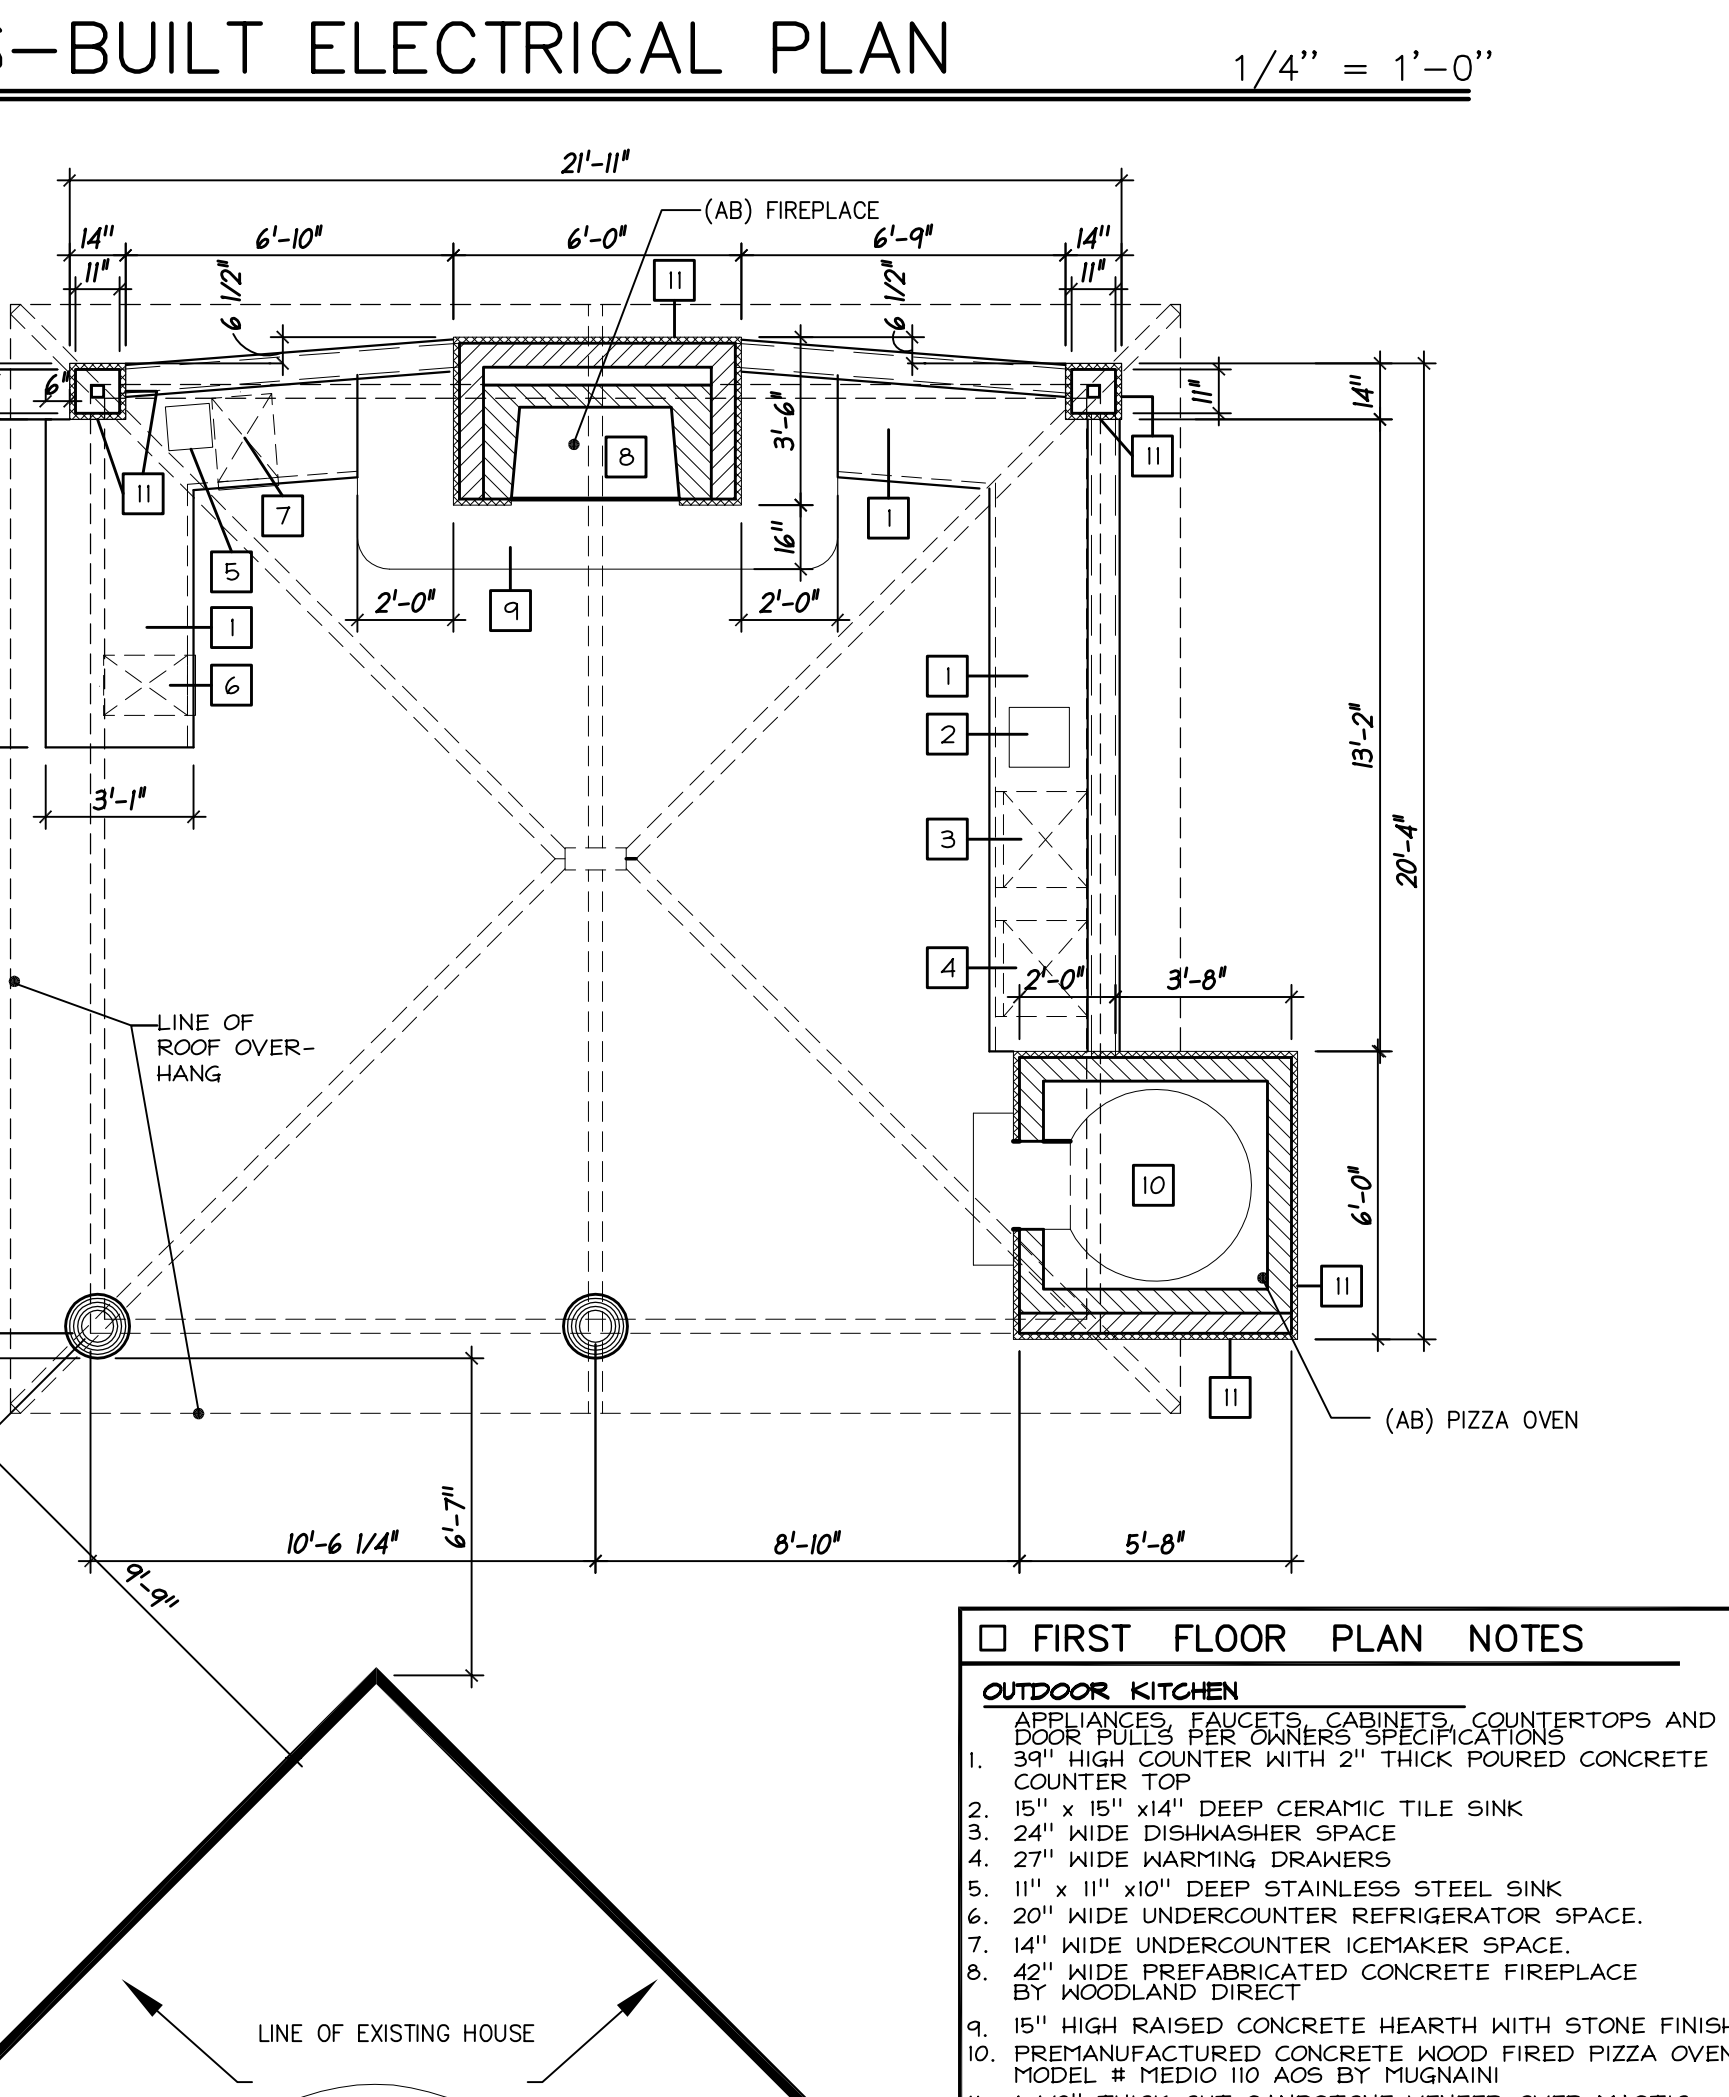 -BUILT ELECTRICAL PLAN
1/4" = 1'-0"
21'-11"
(AB) FIREPLACE
14"
6'-10"
6'-0"
6'-9"
14"
11"
6 1/2"
11
6 1/2"
11"
6"
11"
14"
3'-6"
8
11
11
7
1
16"
5
2'-0"
9
2'-0"
1
6
1
2
13'-2"
3'-1"
3
20'-4"
4
2'-0"
3'-8"
LINE OF
ROOF OVER-
HANG
10
6'-0"
11
11
(AB) PIZZA OVEN
6'-7"
10'-6 1/4"
8'-10"
5'-8"
9'-9"
FIRST FLOOR PLAN NOTES
OUTDOOR KITCHEN
APPLIANCES, FAUCETS, CABINETS, COUNTERTOPS AND
DOOR PULLS PER OWNERS SPECIFICATIONS
1. 39" HIGH COUNTER WITH 2" THICK POURED CONCRETE
COUNTER TOP
2. 15" x 15" x14" DEEP CERAMIC TILE SINK
3. 24" WIDE DISHWASHER SPACE
4. 27" WIDE WARMING DRAWERS
5. 11" x 11" x10" DEEP STAINLESS STEEL SINK
6. 20" WIDE UNDERCOUNTER REFRIGERATOR SPACE.
7. 14" WIDE UNDERCOUNTER ICEMAKER SPACE.
8. 42" WIDE PREFABRICATED CONCRETE FIREPLACE
BY WOODLAND DIRECT
9. 15" HIGH RAISED CONCRETE HEARTH WITH STONE FINISH
10. PREMANUFACTURED CONCRETE WOOD FIRED PIZZA OVEN
MODEL # MEDIO 110 AOS BY MUGNAINI
LINE OF EXISTING HOUSE